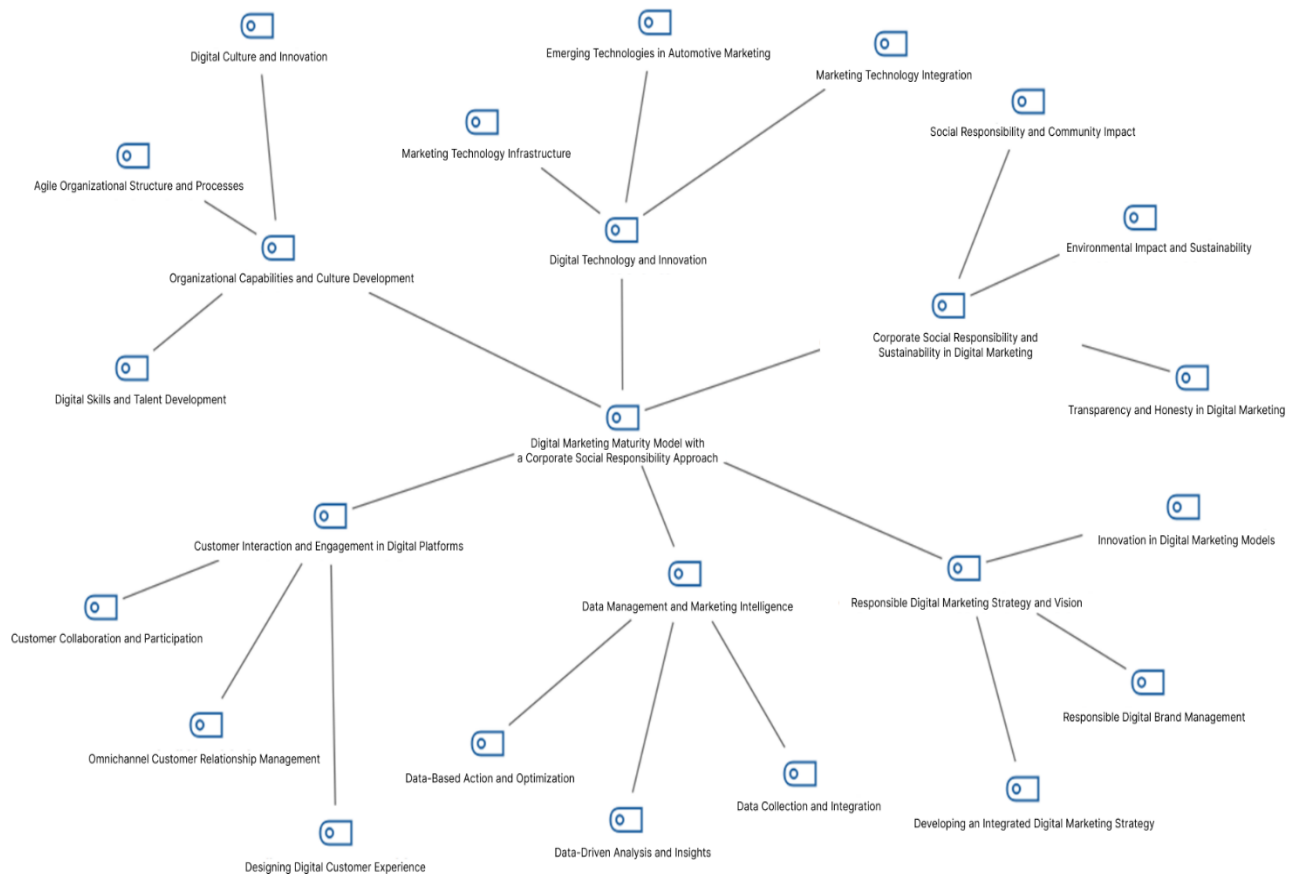 Digital Culture and Innovation
Emerging Technologies in Automotive Marketing
Marketing Technology Integration
Social Responsibility and Community Impact
Marketing Technology Infrastructure
Agile Organizational Structure and Processes
Environmental Impact and Sustainability
Digital Technology and Innovation
Organizational Capabilities and Culture Development
Corporate Social Responsibility and
Sustainability in Digital Marketing
Digital Skills and Talent Development
Transparency and Honesty in Digital Marketing
Digital Marketing Maturity Model with
a Corporate Social Responsibility Approach
Customer Interaction and Engagement in Digital Platforms
Innovation in Digital Marketing Models
Data Management and Marketing Intelligence
Responsible Digital Marketing Strategy and Vision
Customer Collaboration and Participation
Responsible Digital Brand Management
Omnichannel Customer Relationship Management
Data-Based Action and Optimization
Data Collection and Integration
Developing an Integrated Digital Marketing Strategy
Data-Driven Analysis and Insights
Designing Digital Customer Experience